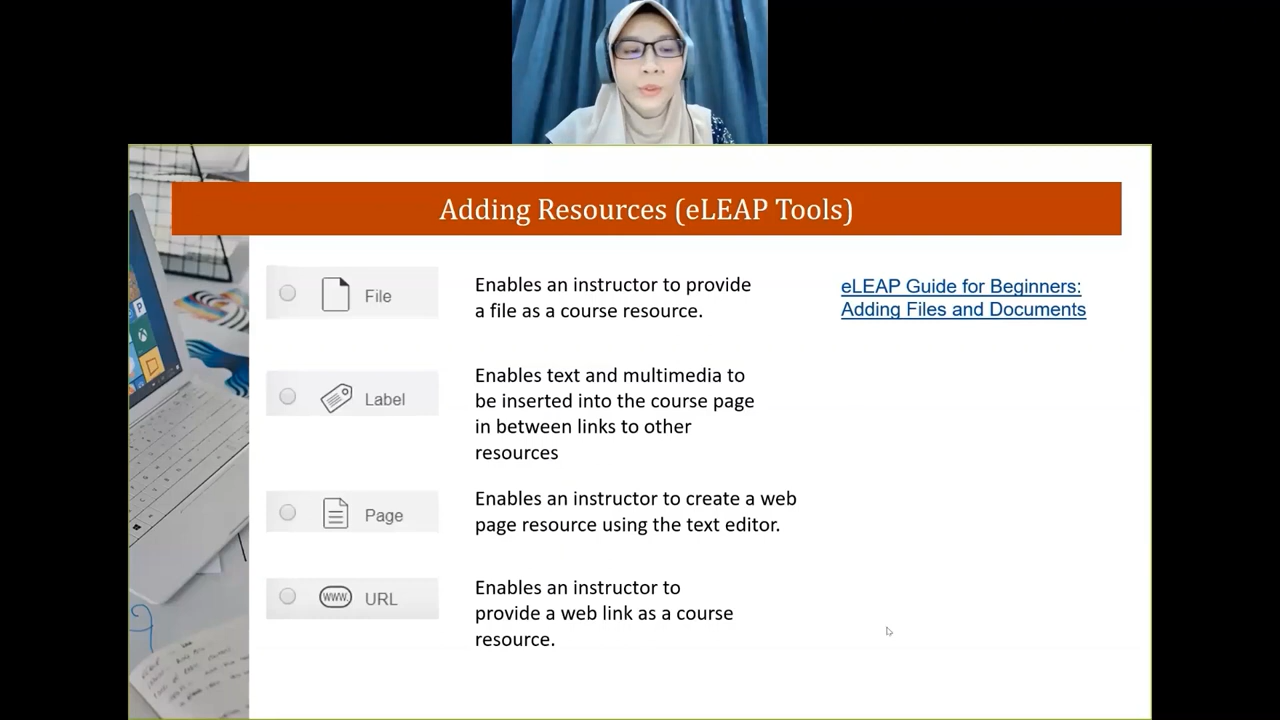 Adding Resources (eLEAP Tools)
File
Enables an instructor to provide
a file as a course resource.
eLEAP Guide for Beginners:
Adding Files and Documents
Label
Enables text and multimedia to
be inserted into the course page
in between links to other
resources
Page
Enables an instructor to create a web
page resource using the text editor.
www.
URL
Enables an instructor to
provide a web link as a course
resource.